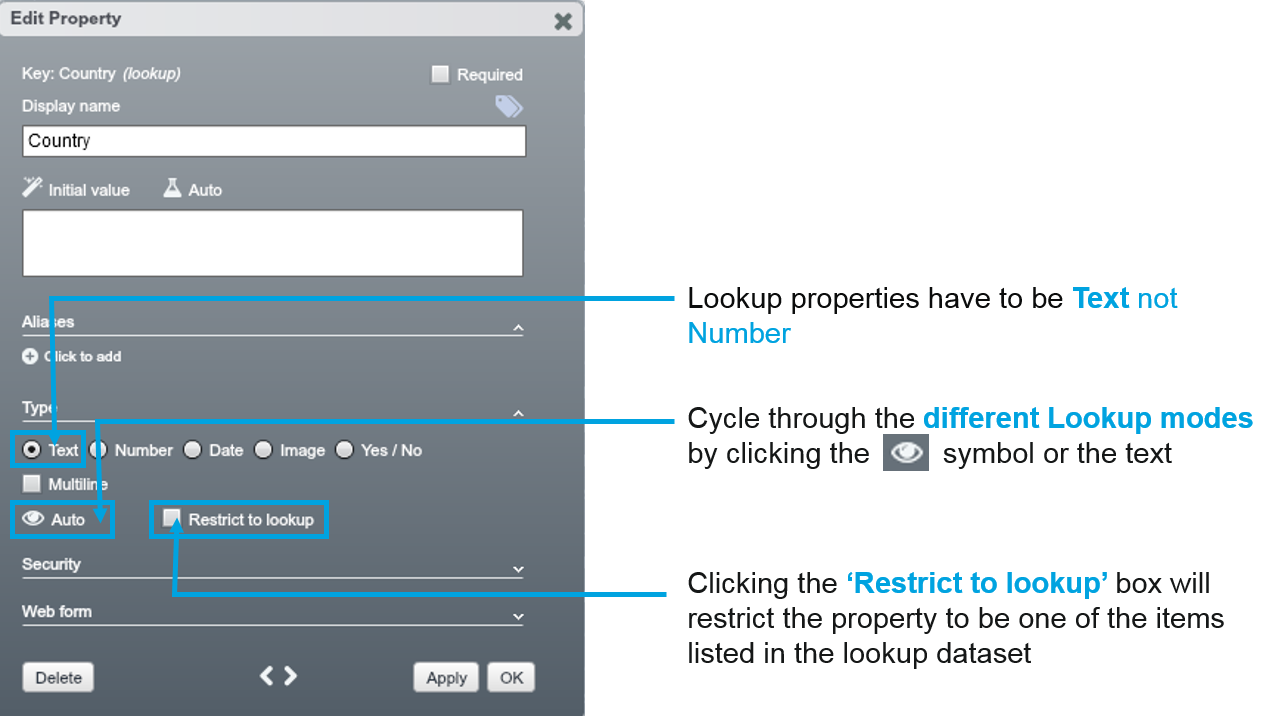 Edit Property
Key: Country (lookup)
Required
Display name
Country
Initial value
Auto
Aliases
Click to add
Type
Text
Number
Date
Image
Yes / No
Multiline
Auto
Restrict to lookup
Security
Web form
Delete
Apply
OK
Lookup properties have to be Text not
Number
Cycle through the different Lookup modes
by clicking the symbol or the text
Clicking the ‘Restrict to lookup’ box will
restrict the property to be one of the items
listed in the lookup dataset